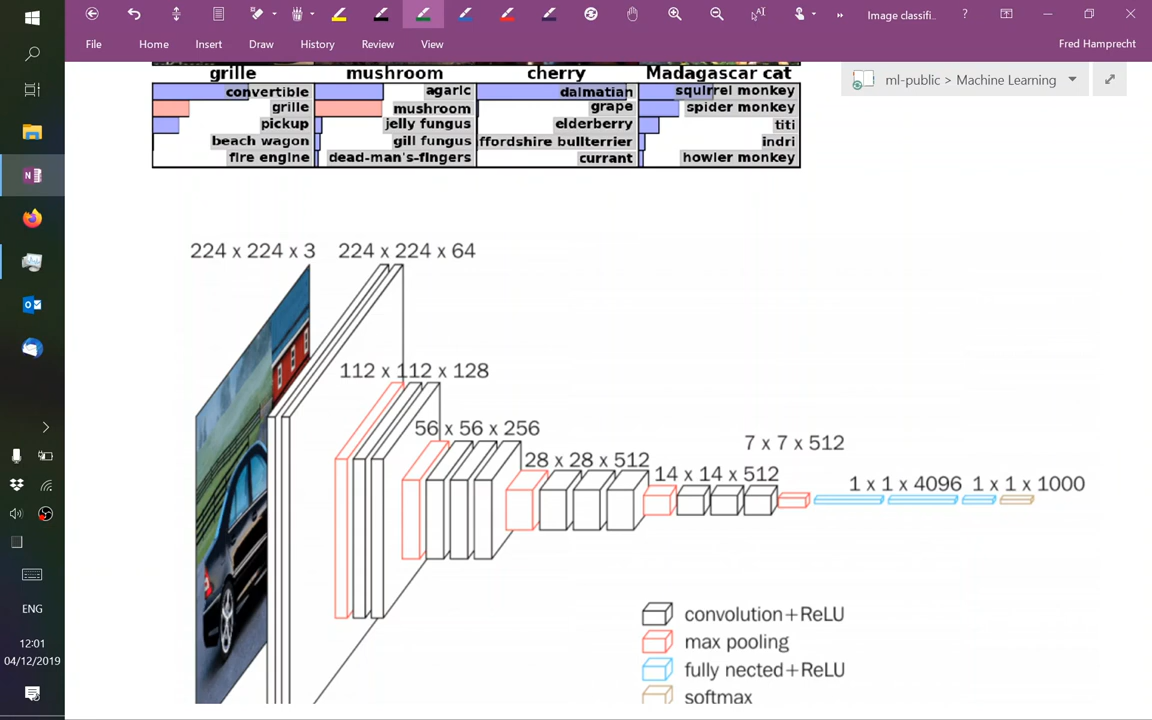 Image classifi..
?
File Home Insert Draw History Review View
Fred Hamprecht
ml-public > Machine Learning
grille mushroom cherry Madagascar cat
convertible agaric dalmatian squirrel monkey
grille mushroom grape spider monkey
pickup jelly fungus elderberry titi
beach wagon gill fungus ffordshire bullterrier indri
fire engine dead-man's-fingers currant howler monkey
224 x 224 x 3 224 x 224 x 64
112 x 112 x 128
56 x 56 x 256
28 x 28 x 512
14 x 14 x 512
7 x 7 x 512
1 x 1 x 4096 1 x 1 x 1000
convolution+ReLU
max pooling
fully nected+ReLU
softmax
ENG
12:01
04/12/2019